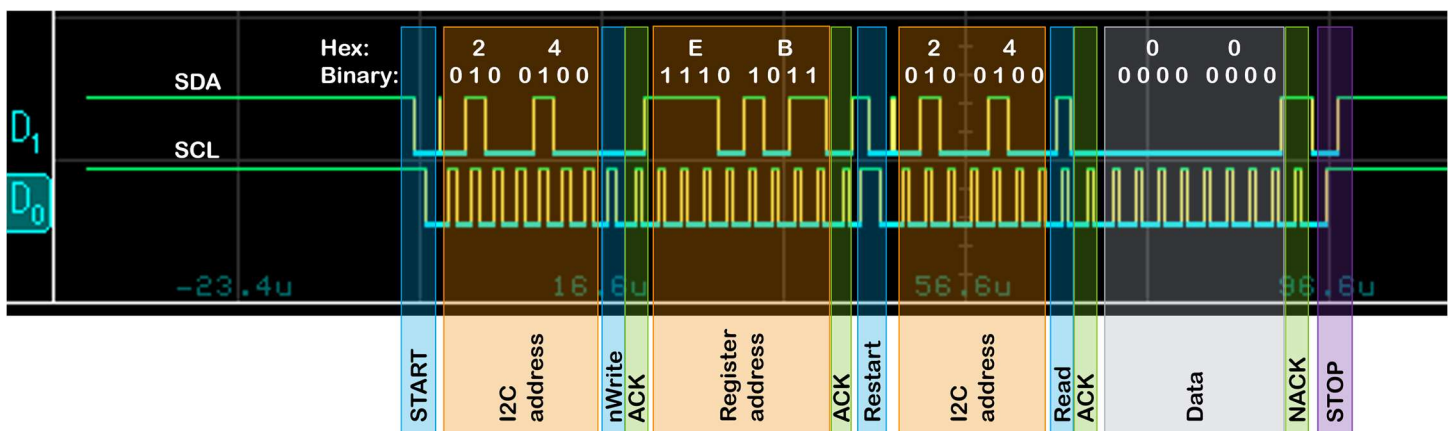 Hex: 2 4 E B 2 4 0 0
Binary: 010 0100 1110 1011 010 0100 0000 0000
SDA
D1
SCL
D0
-23.4u 16.6u 56.6u 96.6u
START
I2C address
nWrite
ACK
Register address
ACK
Restart
I2C address
Read
ACK
Data
NACK
STOP